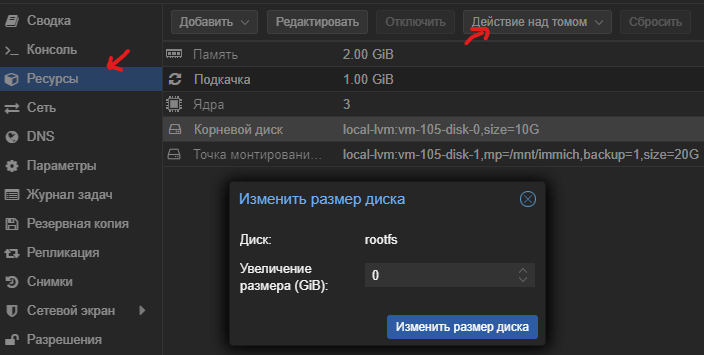 Сводка
Консоль
Ресурсы
Сеть
DNS
Параметры
Журнал задач
Резервная копия
Репликация
Снимки
Сетевой экран
Разрешения
Добавить Редактировать Отключить Действие над томом Сбросить
Память 2.00 GiB
Подкачка 1.00 GiB
Ядра 3
Корневой диск local-lvm:vm-105-disk-0,size=10G
Точка монтировани... local-lvm:vm-105-disk-1,mp=/mnt/immich,backup=1,size=20G
Изменить размер диска
Диск: rootfs
Увеличение
размера (GiB): 0
Изменить размер диска